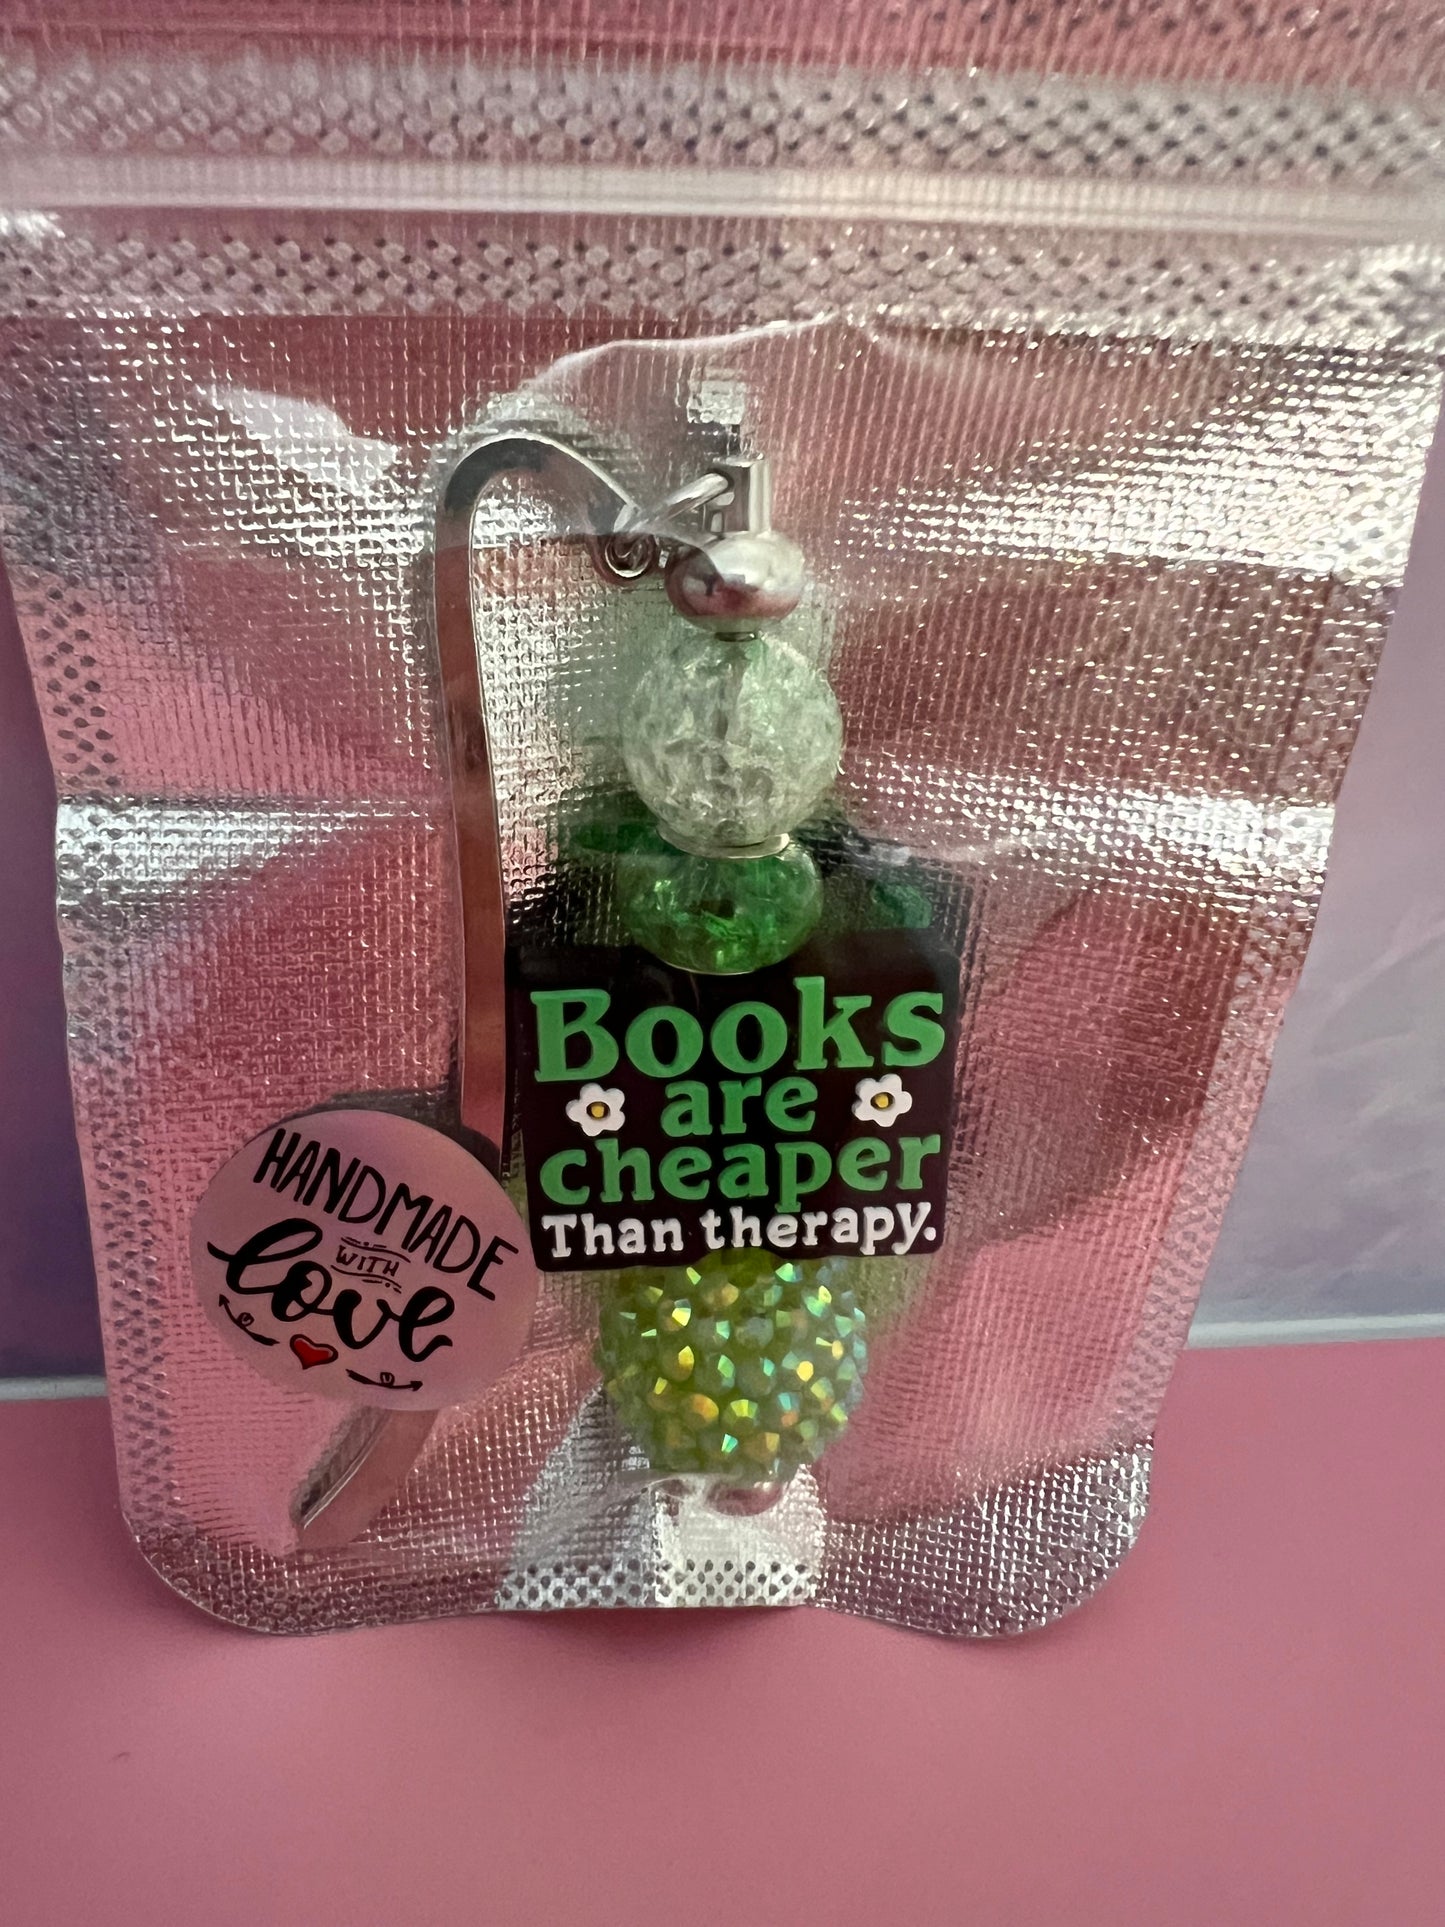 Books
are
cheaper
Than therapy.
HANDMADE
WITH
love